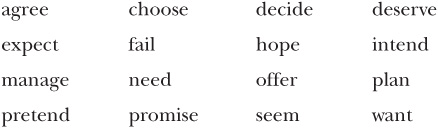 agree choose decide deserve
expect fail hope intend
manage need offer plan
pretend promise seem want